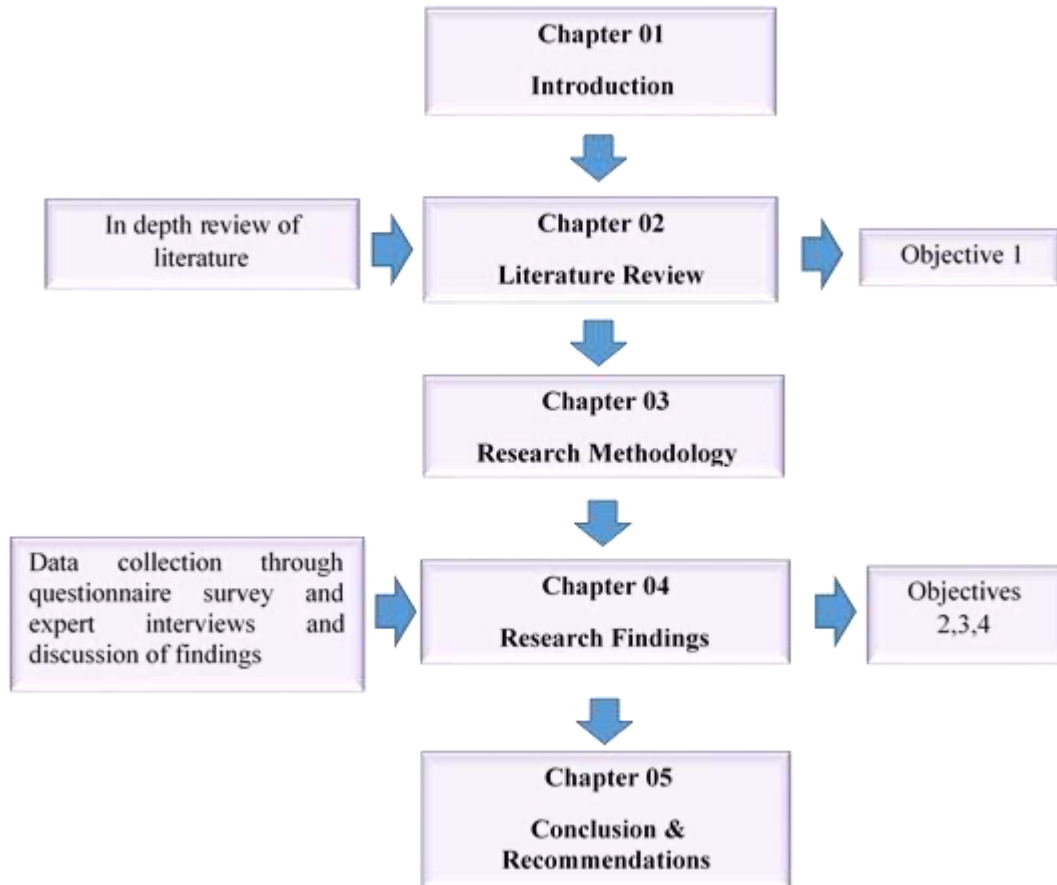 Chapter 01
Introduction
In depth review of
literature
Chapter 02
Literature Review
Objective 1
Chapter 03
Research Methodology
Data collection through
questionnaire survey and
expert interviews and
discussion of findings
Chapter 04
Research Findings
Objectives
2,3,4
Chapter 05
Conclusion &
Recommendations